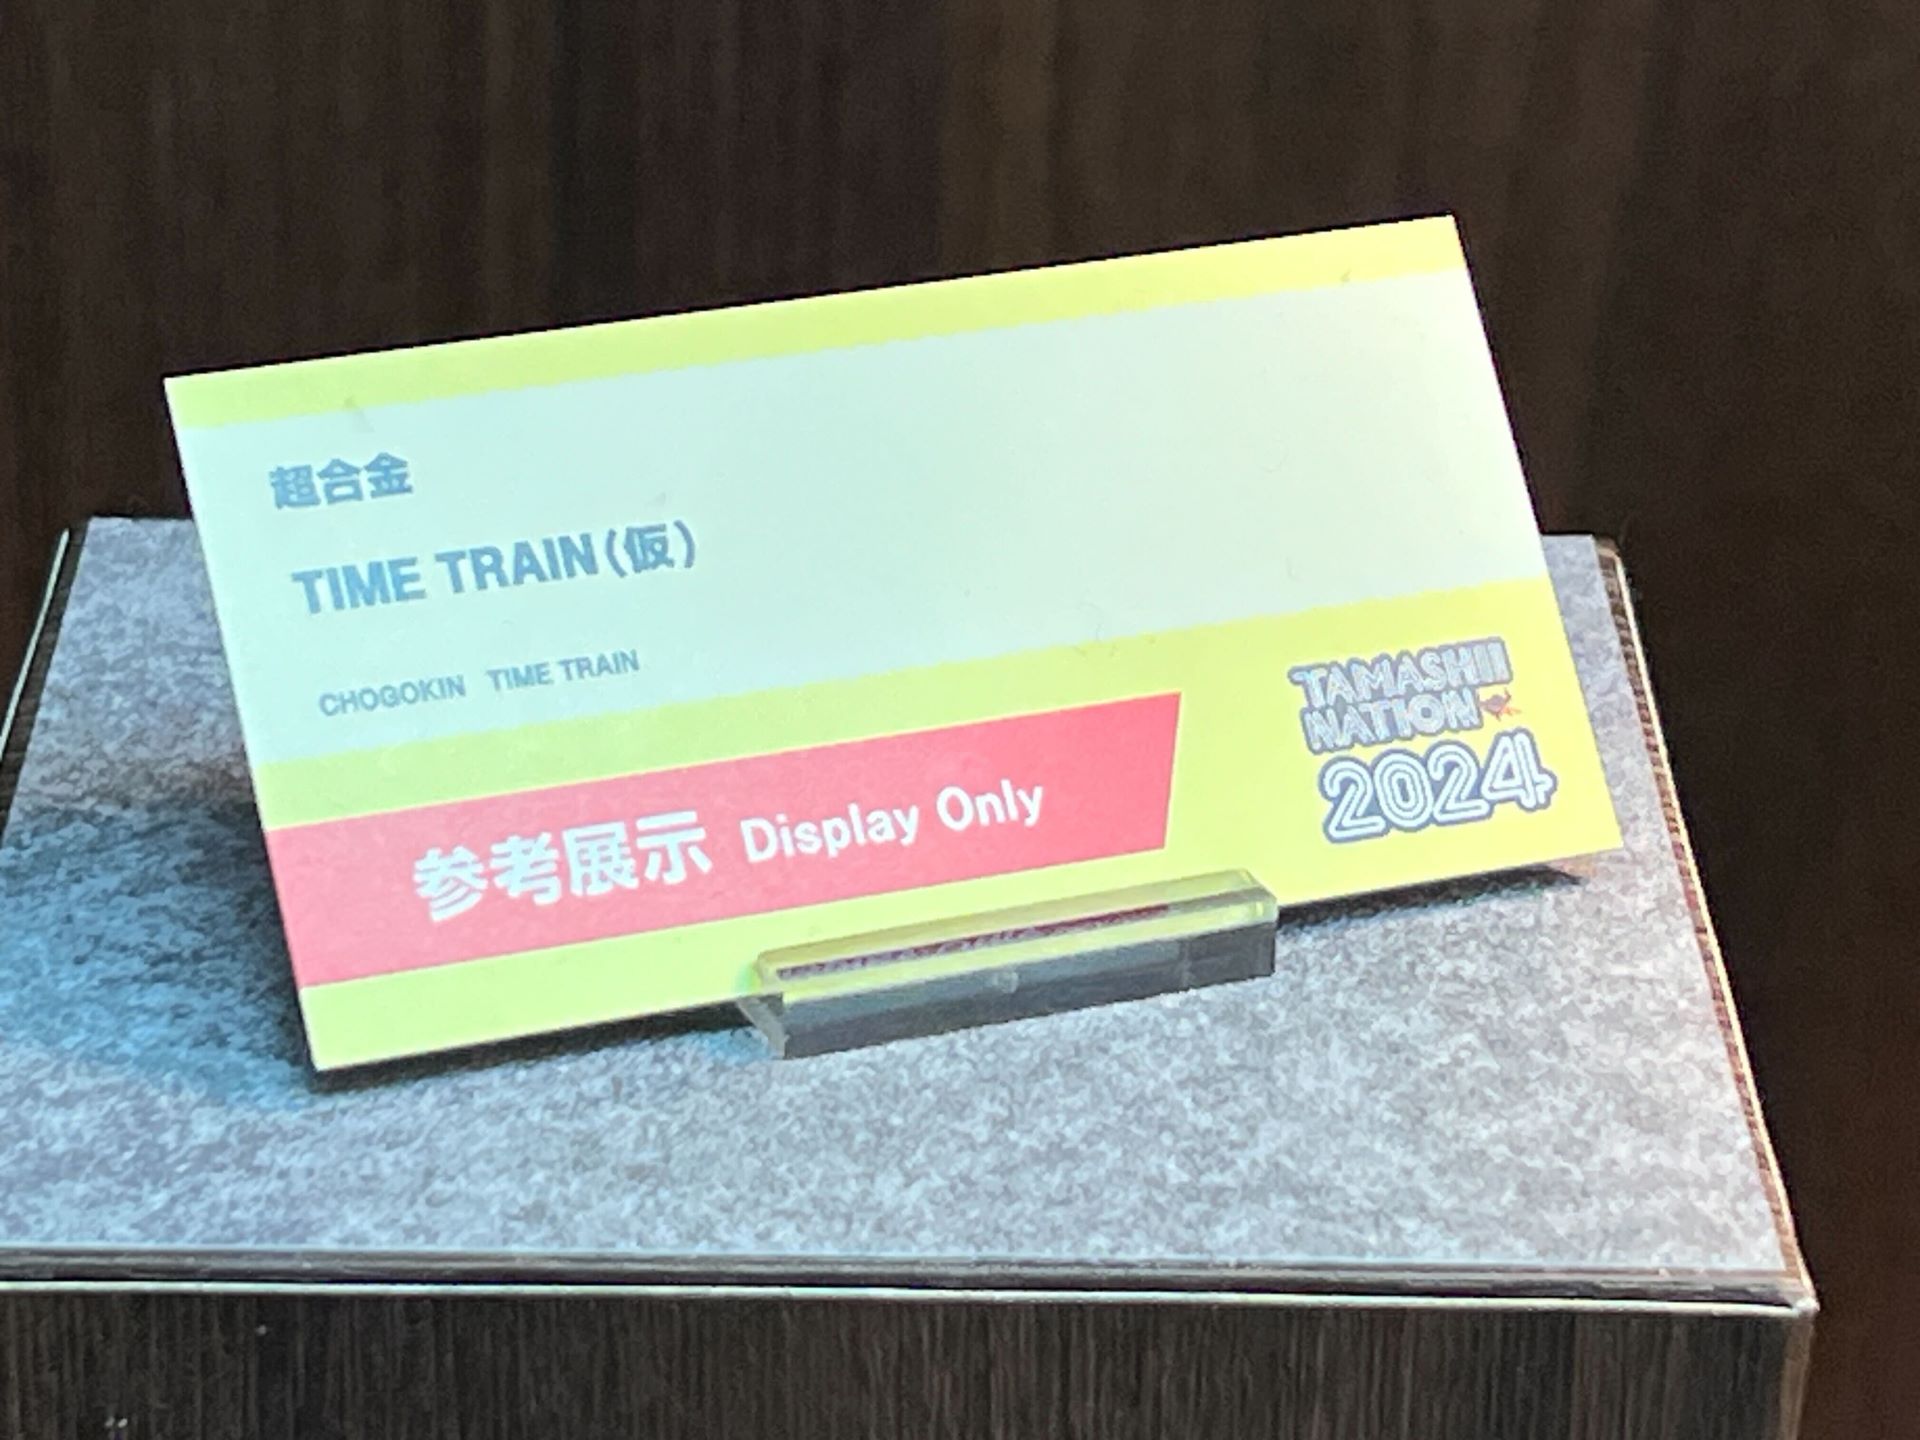 超合金
TIME TRAIN(仮)
CHOGOKIN TIME TRAIN
参考展示 Display Only
TAMASHII
NATION
2024